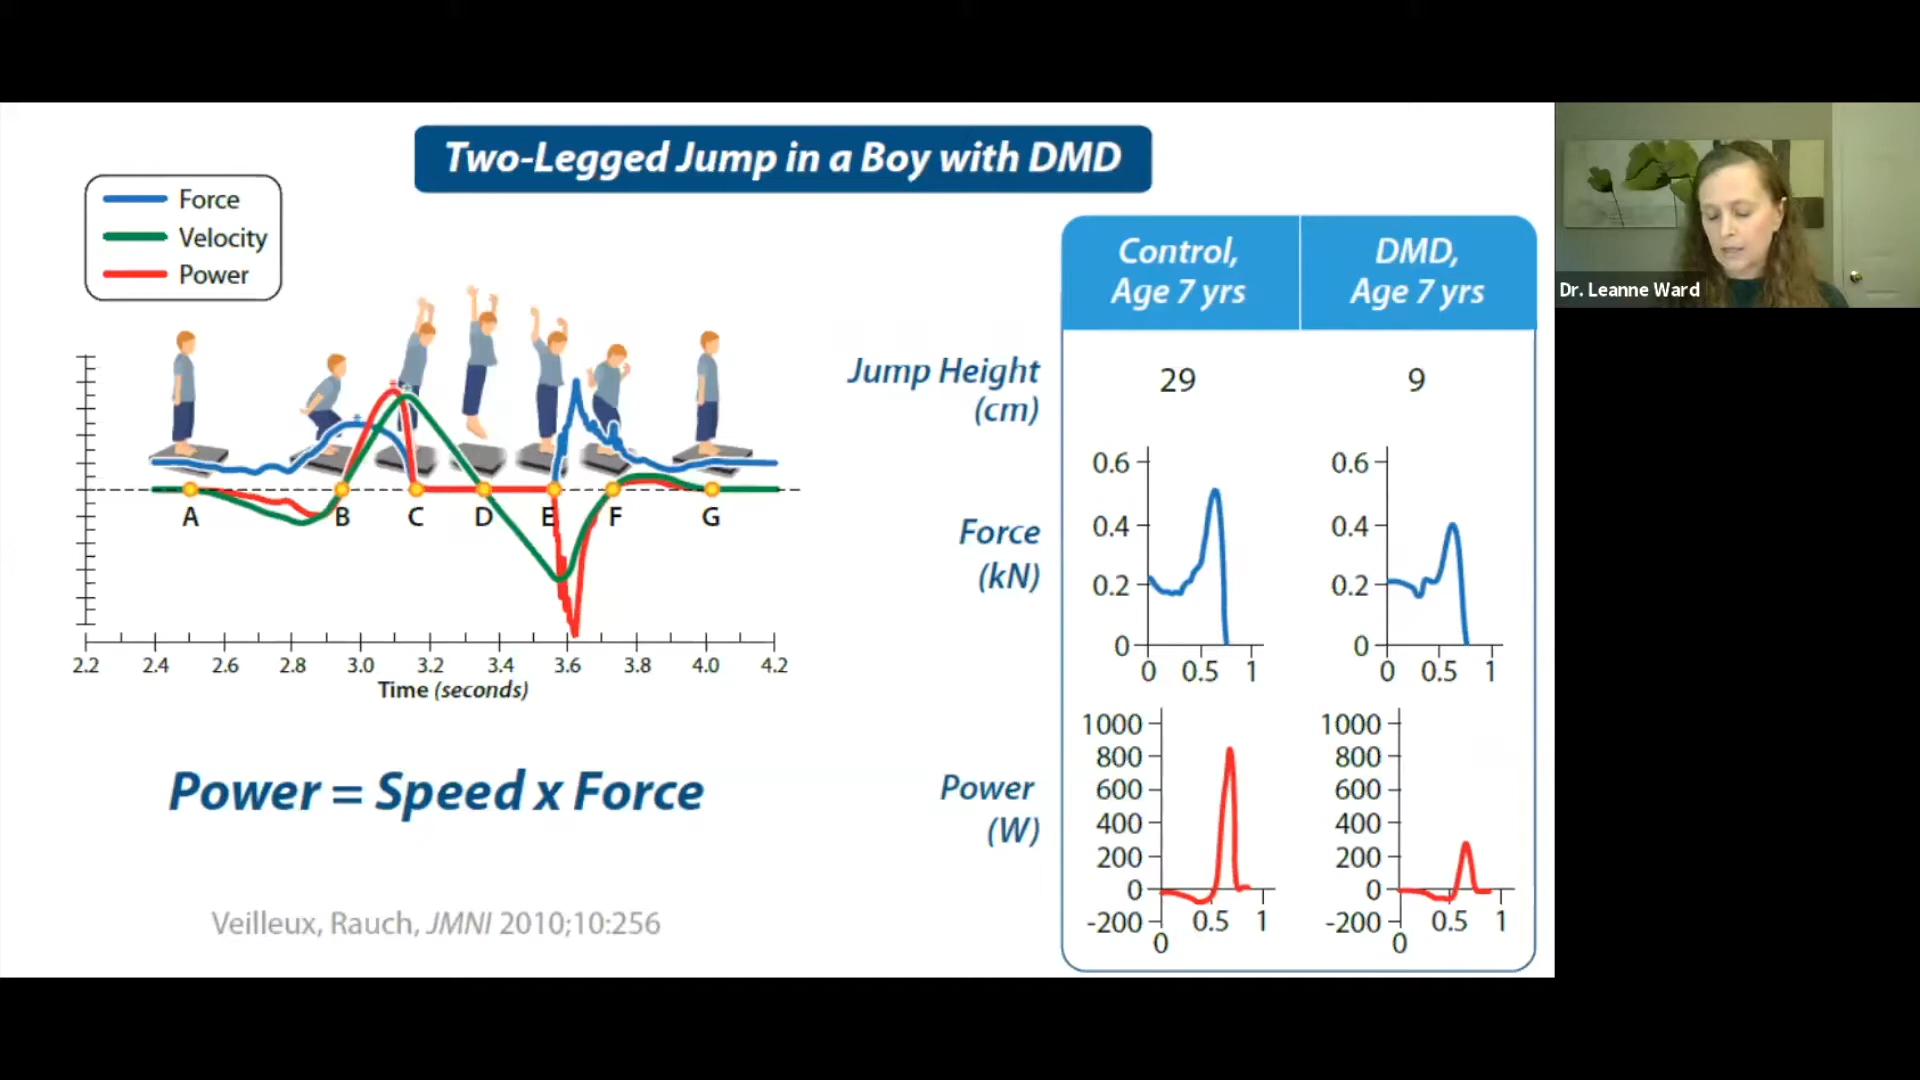 Two-Legged Jump in a Boy with DMD
Force
Velocity
Power
A
B
C
D
E
F
G
2.2 2.4 2.6 2.8 3.0 3.2 3.4 3.6 3.8 4.0 4.2
Time (seconds)
Power = Speed x Force
Veilleux, Rauch, JMNI 2010;10:256
Control,
Age 7 yrs
DMD,
Age 7 yrs
Jump Height
(cm)
29
9
Force
(kN)
0.6
0.4
0.2
0
0 0.5 1
0.6
0.4
0.2
0
0 0.5 1
Power
(W)
1000
800
600
400
200
0
-200
0.5 1
0
1000
800
600
400
200
0
-200
0.5 1
0
Dr. Leanne Ward